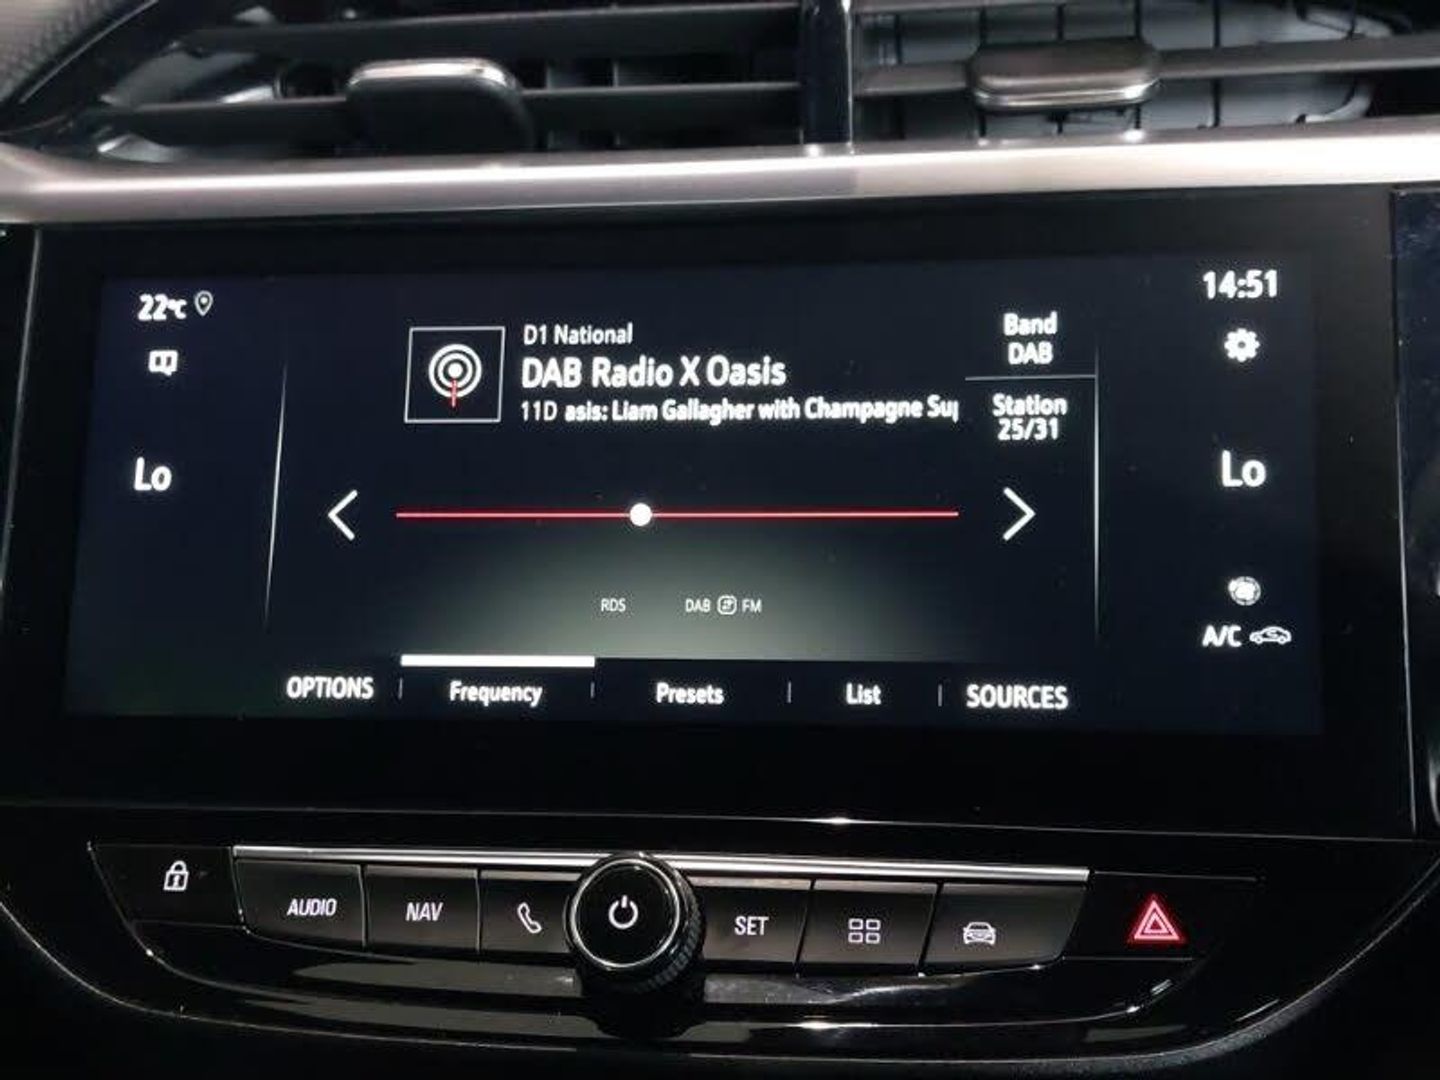 22°C
14:51
D1 National
DAB Radio X Oasis
11D asis: Liam Gallagher with Champagne Sup
Band
DAB
Station
25/31
Lo
Lo
RDS
DAB
FM
A/C
OPTIONS
Frequency
Presets
List
SOURCES
AUDIO
NAV
SET